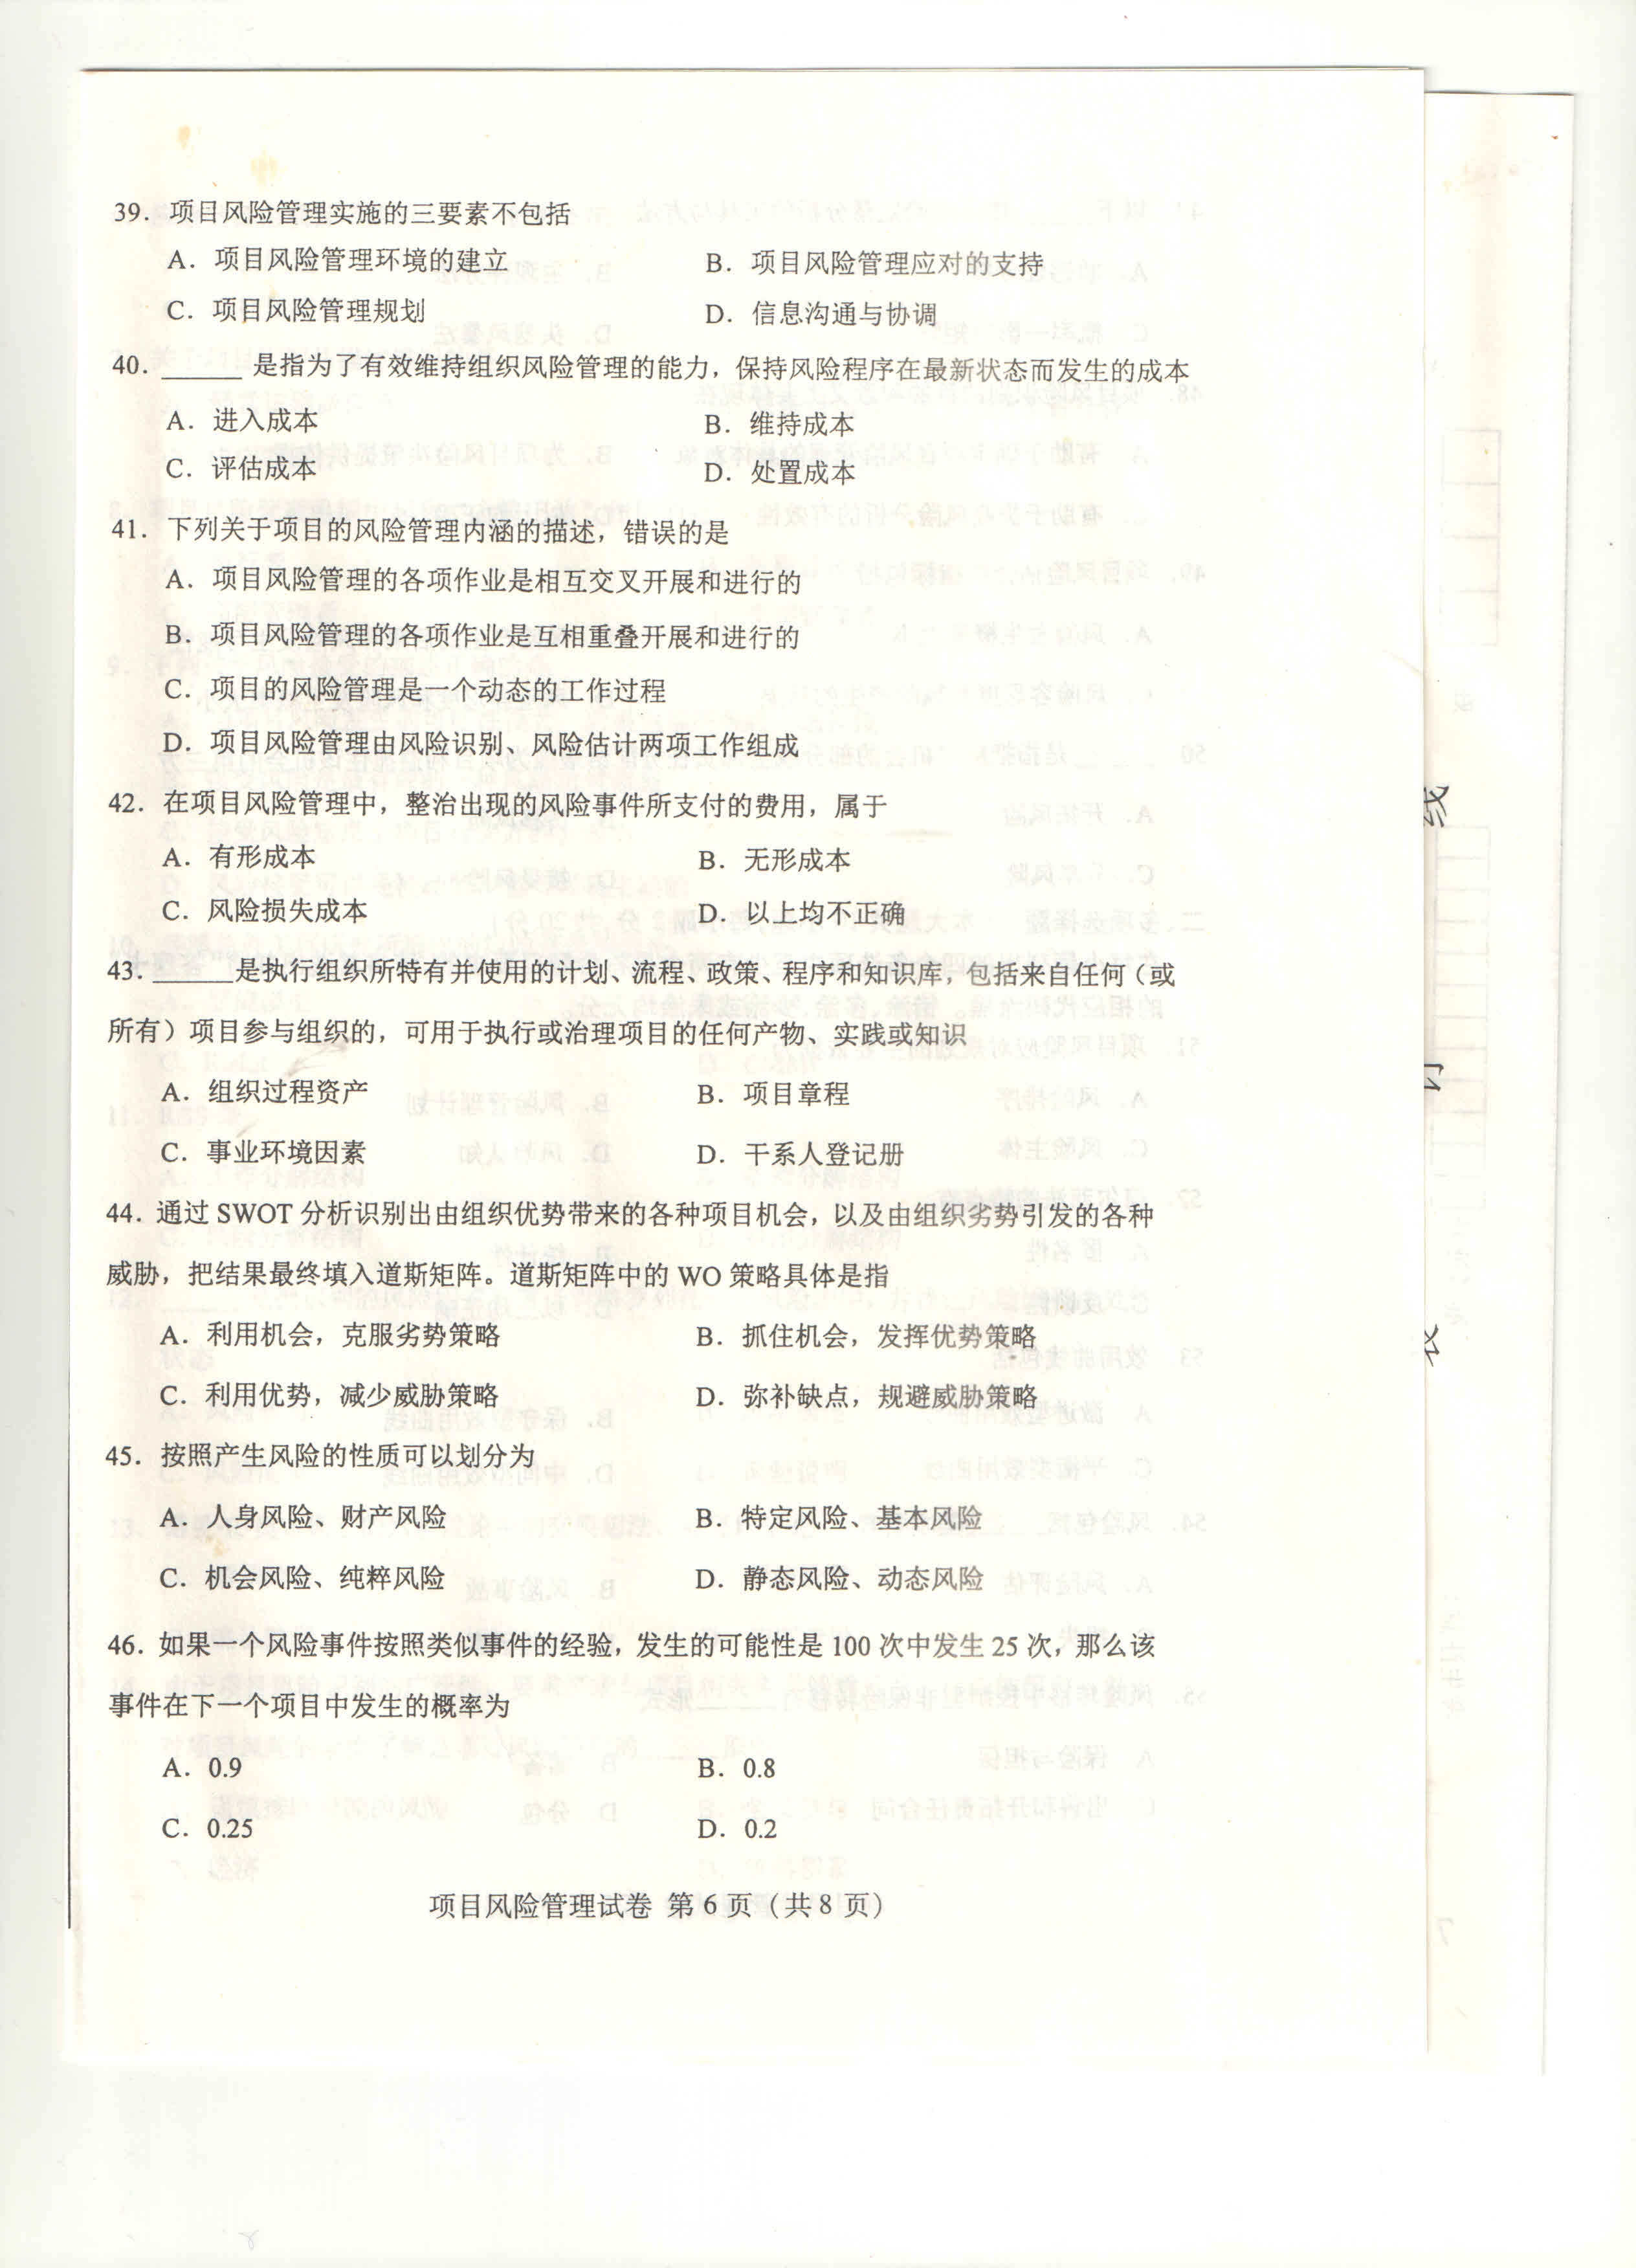 39．项目风险管理实施的三要素不包括
A．项目风险管理环境的建立 B．项目风险管理应对的支持
C．项目风险管理规划 D．信息沟通与协调
40．______ 是指为了有效维持组织风险管理的能力，保持风险程序在最新状态而发生的成本
A．进入成本 B．维持成本
C．评估成本 D．处置成本
41．下列关于项目的风险管理内涵的描述，错误的是
A．项目风险管理的各项作业是相互交叉开展和进行的
B．项目风险管理的各项作业是互相重叠开展和进行的
C．项目的风险管理是一个动态的工作过程
D．项目风险管理由风险识别、风险估计两项工作组成
42．在项目风险管理中，整治出现的风险事件所支付的费用，属于
A．有形成本 B．无形成本
C．风险损失成本 D．以上均不正确
43．______是执行组织所特有并使用的计划、流程、政策、程序和知识库，包括来自任何（或
所有）项目参与组织的，可用于执行或治理项目的任何产物、实践或知识
A．组织过程资产 B．项目章程
C．事业环境因素 D．干系人登记册
44．通过 SWOT 分析识别出由组织优势带来的各种项目机会，以及由组织劣势引发的各种
威胁，把结果最终填入道斯矩阵。道斯矩阵中的 WO 策略具体是指
A．利用机会，克服劣势策略 B．抓住机会，发挥优势策略
C．利用优势，减少威胁策略 D．弥补缺点，规避威胁策略
45．按照产生风险的性质可以划分为
A．人身风险、财产风险 B．特定风险、基本风险
C．机会风险、纯粹风险 D．静态风险、动态风险
46．如果一个风险事件按照类似事件的经验，发生的可能性是 100 次中发生 25 次，那么该
事件在下一个项目中发生的概率为
A．0.9 B．0.8
C．0.25 D．0.2
项目风险管理试卷 第 6 页（共 8 页）